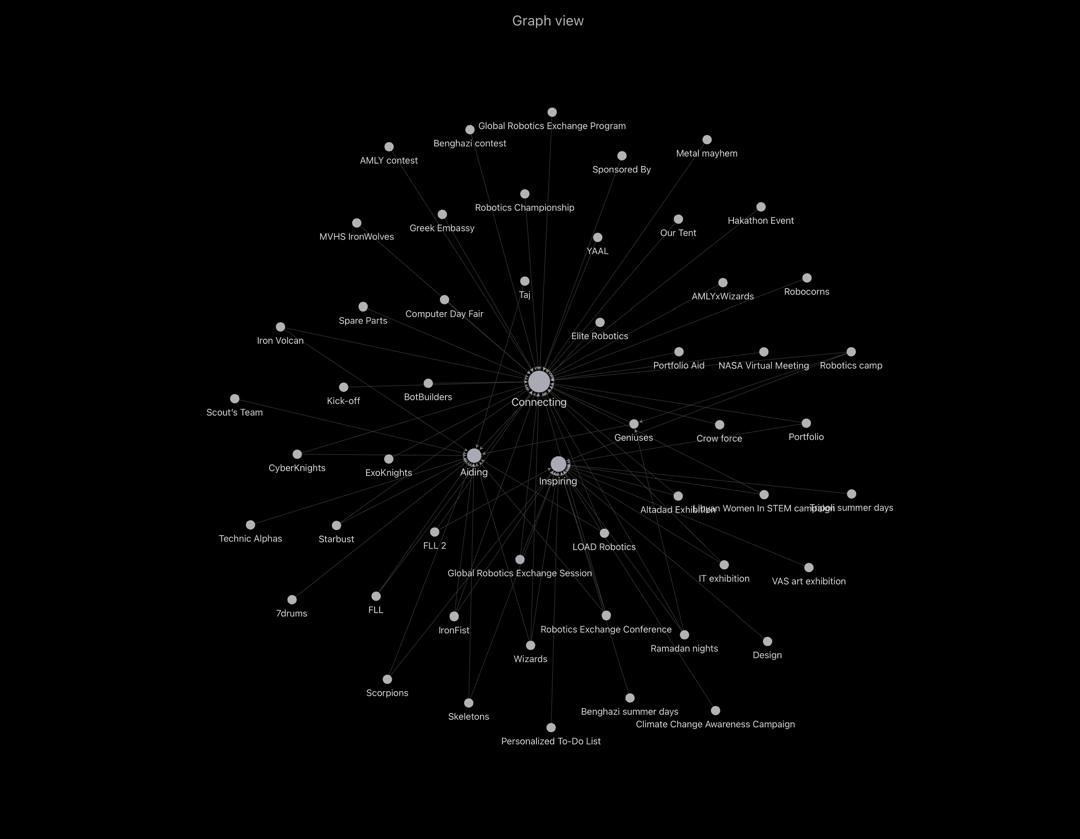 Graph view
Global Robotics Exchange Program
Benghazi contest
AMLY contest
Metal mayhem
Sponsored By
Robotics Championship
Greek Embassy
MVHS IronWolves
Hakathon Event
Our Tent
YAAL
Taj
AMLYxWizards
Robocorns
Computer Day Fair
Spare Parts
Iron Volcan
Elite Robotics
Portfolio Aid
NASA Virtual Meeting
Robotics camp
BotBuilders
Kick-off
Connecting
Scout's Team
Geniuses
Crow force
Portfolio
CyberKnights
ExoKnights
Aiding
Inspiring
Altadad Exhibition
Libyan Women In STEM campaign
Tripoli summer days
Technic Alphas
Starbust
FLL 2
LOAD Robotics
Global Robotics Exchange Session
IT exhibition
VAS art exhibition
7drums
FLL
IronFist
Robotics Exchange Conference
Ramadan nights
Design
Wizards
Scorpions
Skeletons
Benghazi summer days
Climate Change Awareness Campaign
Personalized To-Do List